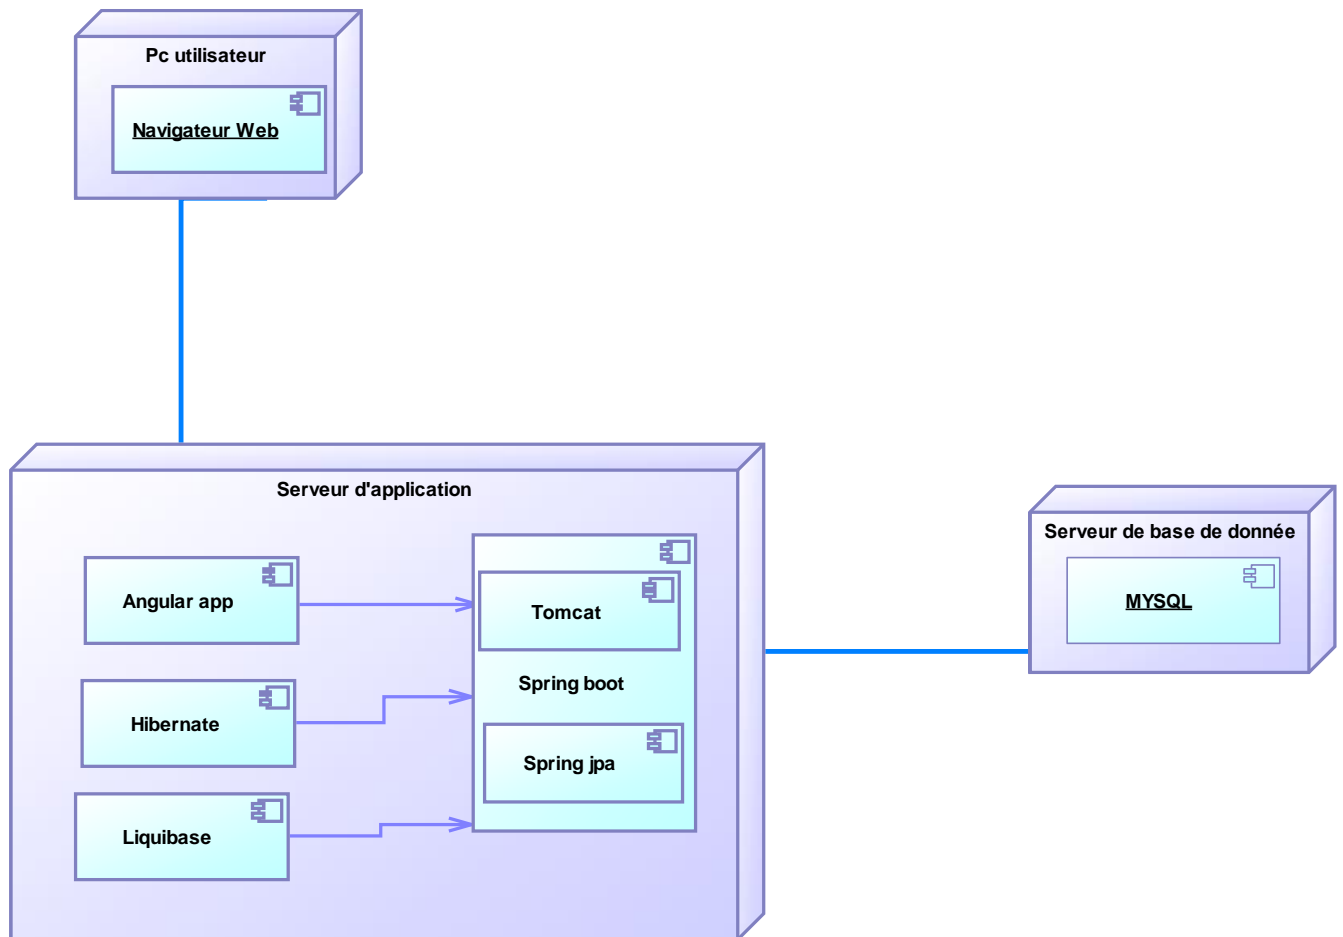 Pc utilisateur
Navigateur Web
Serveur d'application
Angular app
Hibernate
Liquibase
Tomcat
Spring boot
Spring jpa
Serveur de base de donnée
MYSQL